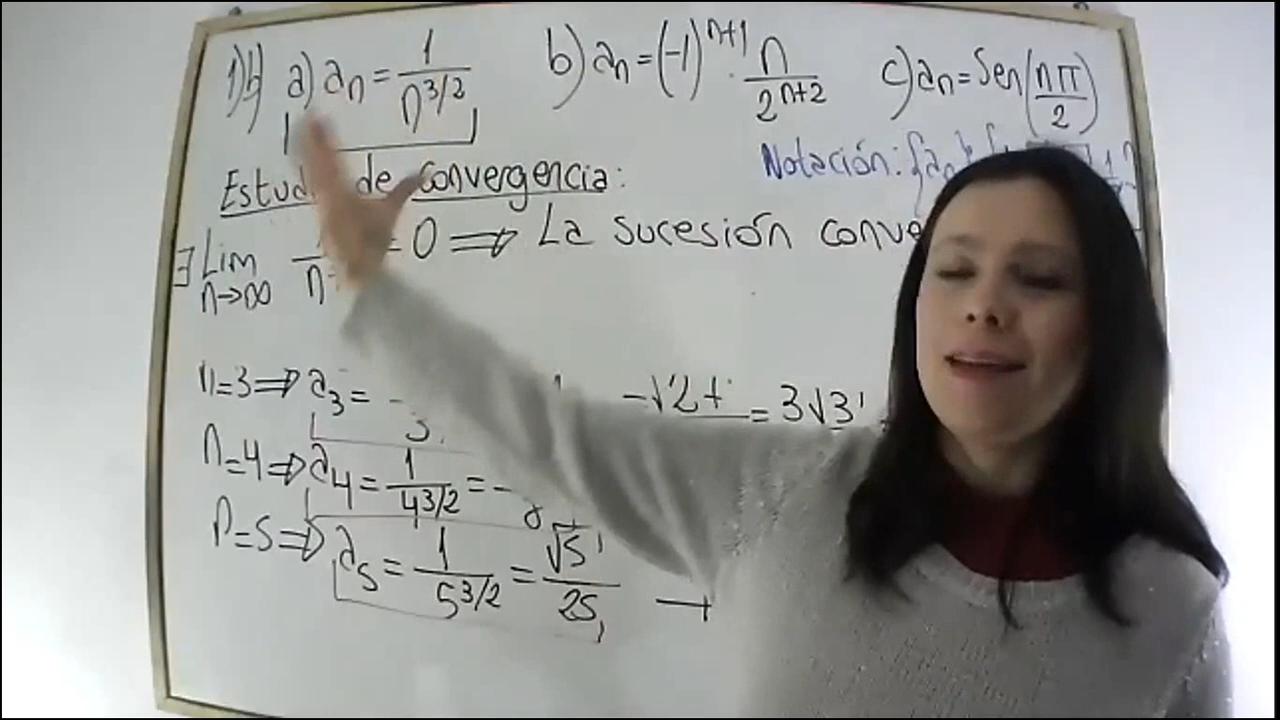 1)b) a) aₙ = 1/n^(3/2) b) aₙ = (-1)^(n+1) · n/2^(n+2) c) aₙ = Sen(nπ/2)
Notación: {aₙ}
Estud de convergencia:
∃ Lim n→∞ = 0 ⇒ La sucesión conve
n=3 ⇒ a₃ = = 3√3
n=4 ⇒ a₄ = 1/4^(3/2) =
n=5 ⇒ a₅ = 1/5^(3/2) = √5/25